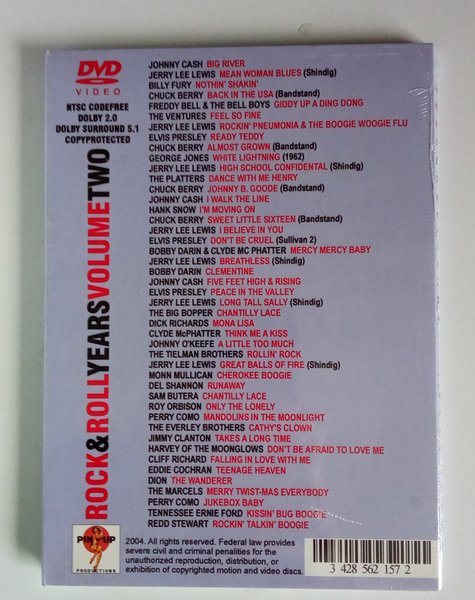 DVD
VIDEO
NTSC CODEFREE
DOLBY 2.0
DOLBY SURROUND 5.1
COPYPROTECTED
ROCK&ROLLYEARSVOLUMETWO
JOHNNY CASH BIG RIVER
JERRY LEE LEWIS MEAN WOMAN BLUES (Shindig)
BILLY FURY NOTHIN' SHAKIN'
CHUCK BERRY BACK IN THE USA (Bandstand)
FREDDY BELL & THE BELL BOYS GIDDY UP A DING DONG
THE VENTURES FEEL SO FINE
JERRY LEE LEWIS ROCKIN' PNEUMONIA & THE BOOGIE WOOGIE FLU
ELVIS PRESLEY READY TEDDY
CHUCK BERRY ALMOST GROWN (Bandstand)
GEORGE JONES WHITE LIGHTNING (1962)
JERRY LEE LEWIS HIGH SCHOOL CONFIDENTAL (Shindig)
THE PLATTERS DANCE WITH ME HENRY
CHUCK BERRY JOHNNY B. GOODE (Bandstand)
JOHNNY CASH I WALK THE LINE
HANK SNOW I'M MOVING ON
CHUCK BERRY SWEET LITTLE SIXTEEN (Bandstand)
JERRY LEE LEWIS I BELIEVE IN YOU
ELVIS PRESLEY DON'T BE CRUEL (Sullivan 2)
BOBBY DARIN & CLYDE MC PHATTER MERCY MERCY BABY
JERRY LEE LEWIS BREATHLESS (Shindig)
BOBBY DARIN CLEMENTINE
JOHNNY CASH FIVE FEET HIGH & RISING
ELVIS PRESLEY PEACE IN THE VALLEY
JERRY LEE LEWIS LONG TALL SALLY (Shindig)
THE BIG BOPPER CHANTILLY LACE
DICK RICHARDS MONA LISA
CLYDE McPHATTER THINK ME A KISS
JOHNNY O'KEEFE A LITTLE TOO MUCH
THE TIELMAN BROTHERS ROLLIN' ROCK
JERRY LEE LEWIS GREAT BALLS OF FIRE (Shindig)
MONN MULLICAN CHEROKEE BOOGIE
DEL SHANNON RUNAWAY
SAM BUTERA CHANTILLY LACE
ROY ORBISON ONLY THE LONELY
PERRY COMO MANDOLINS IN THE MOONLIGHT
THE EVERLEY BROTHERS CATHY'S CLOWN
JIMMY CLANTON TAKES A LONG TIME
HARVEY OF THE MOONGLOWS DON'T BE AFRAID TO LOVE ME
CLIFF RICHARD FALLING IN LOVE WITH ME
EDDIE COCHRAN TEENAGE HEAVEN
DION THE WANDERER
THE MARCELS MERRY TWIST-MAS EVERYBODY
PERRY COMO JUKEBOX BABY
TENNESSEE ERNIE FORD KISSIN' BUG BOOGIE
REDD STEWART ROCKIN' TALKIN' BOOGIE
PIN UP
PRODUCTIONS
2004. All rights reserved. Federal law provides
severe civil and criminal penalties for the
unauthorized reproduction, distribution, or
exhibition of copyrighted motion and video discs.
3 428 562 157 2